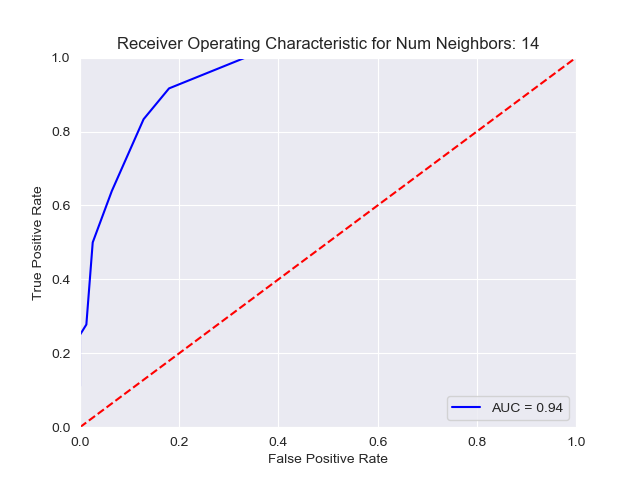 Receiver Operating Characteristic for Num Neighbors: 14
1.0
0.8
0.6
0.4
0.2
0.0
True Positive Rate
AUC = 0.94
0.0 0.2 0.4 0.6 0.8 1.0
False Positive Rate